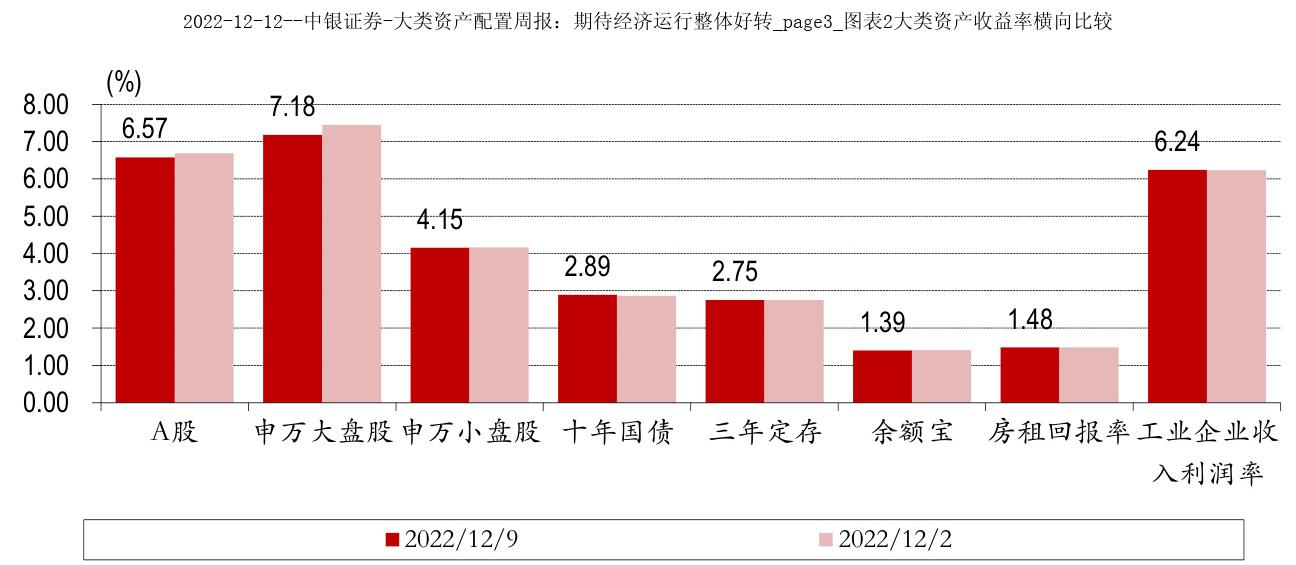 2022-12-12--中银证券-大类资产配置周报：期待经济运行整体好转_page3_图表2大类资产收益率横向比较
(%)
8.00
7.00
6.00
5.00
4.00
3.00
2.00
1.00
0.00
6.57
7.18
4.15
2.89
2.75
1.39
1.48
6.24
A股
申万大盘股
申万小盘股
十年国债
三年定存
余额宝
房租回报率
工业企业收
入利润率
2022/12/9
2022/12/2